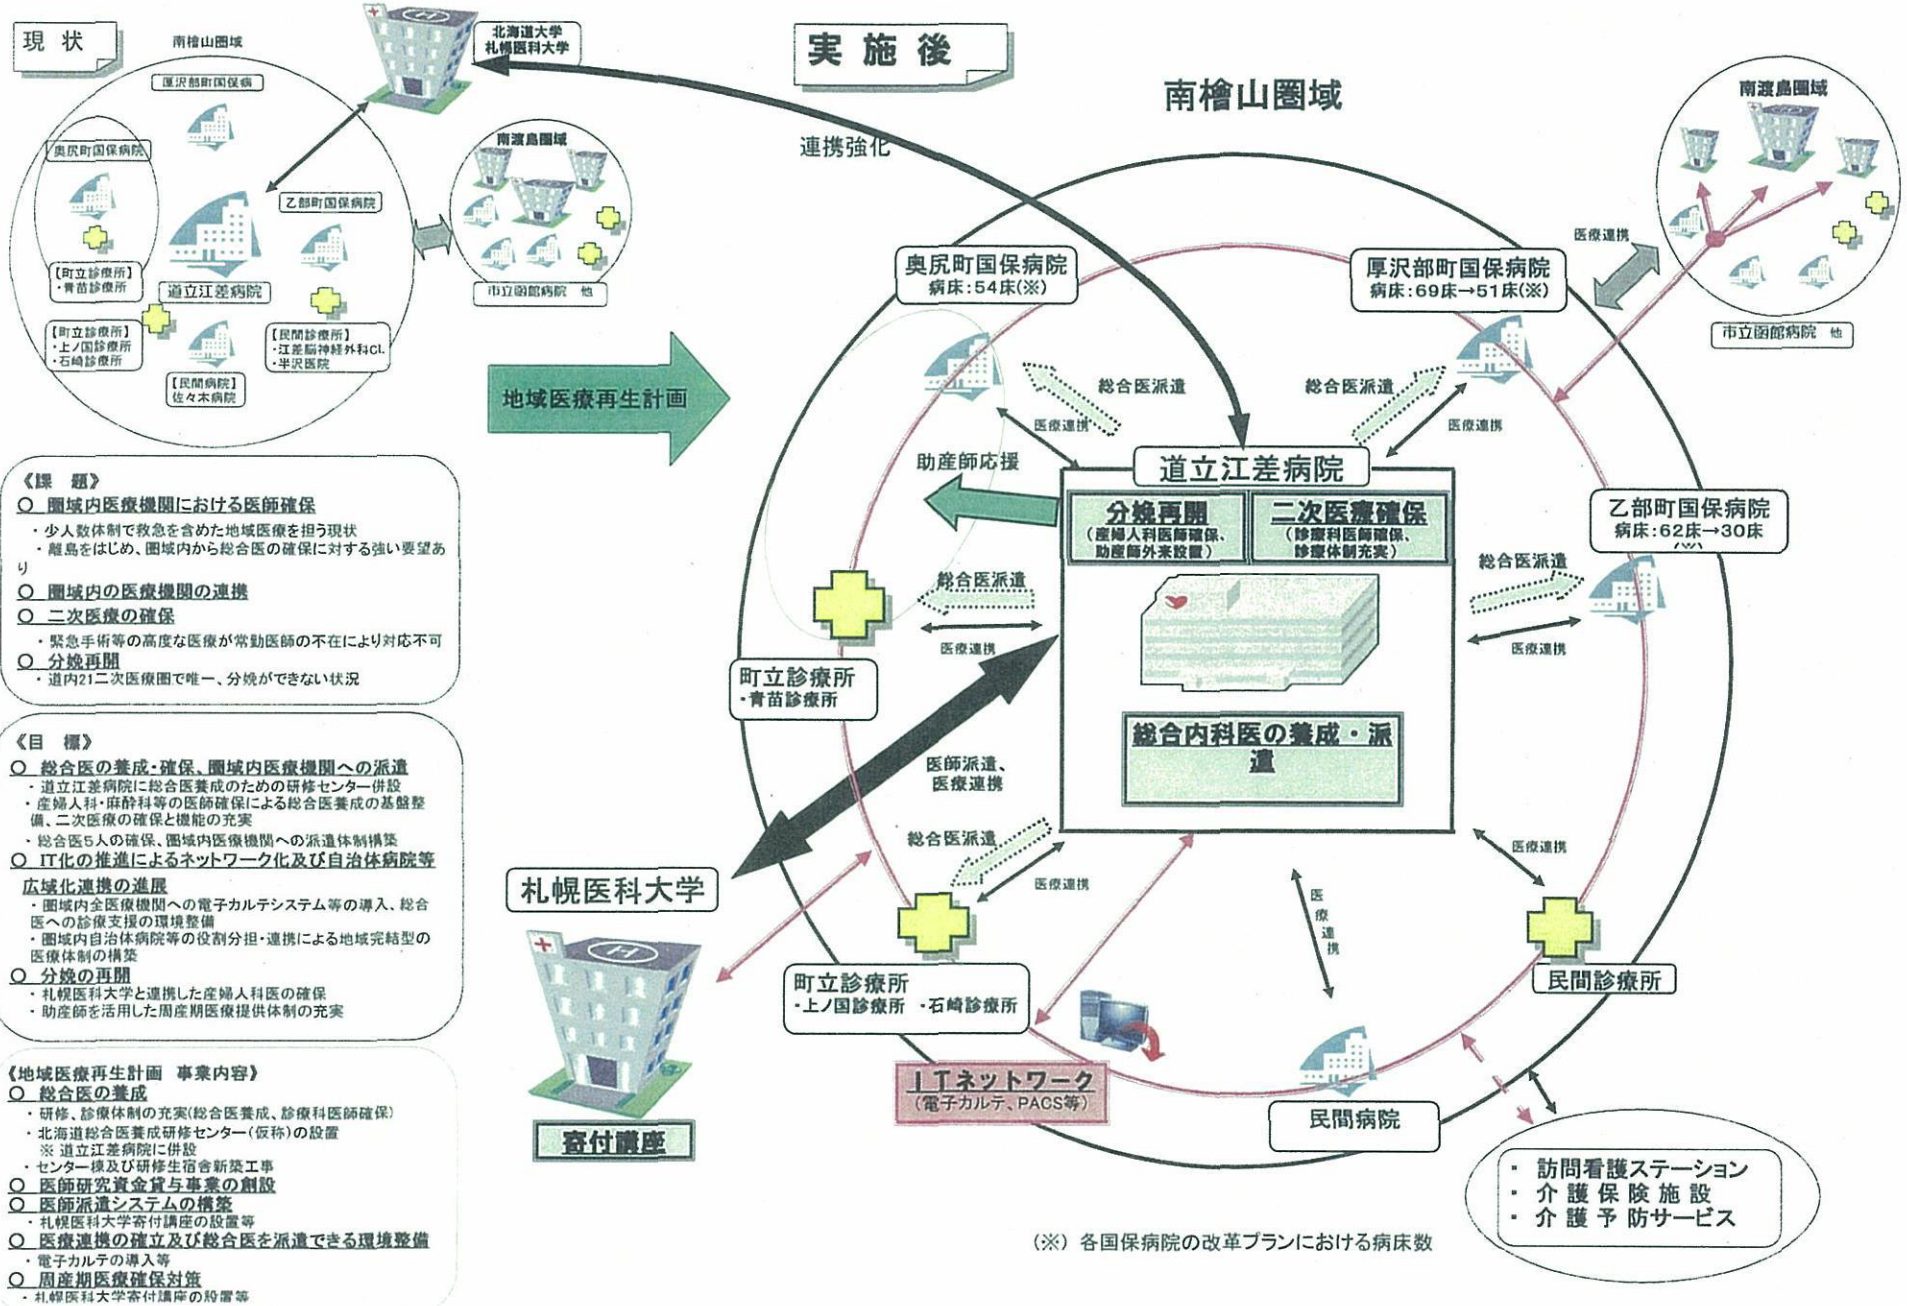 現 状
南檜山圏域
厚沢部町国保病
奥尻町国保病院
乙部町国保病院
【町立診療所】
・青苗診療所
道立江差病院
【町立診療所】
・上ノ国診療所
・石崎診療所
【民間診療所】
・江差脳神経外科Cl.
・半沢医院
【民間病院】
佐々木病院
北海道大学
札幌医科大学
南渡島圏域
市立函館病院 他
地域医療再生計画
《課 題》
○ 圏域内医療機関における医師確保
・少人数体制で救急を含めた地域医療を担う現状
・離島をはじめ、圏域内から総合医の確保に対する強い要望あ
り
○ 圏域内の医療機関の連携
○ 二次医療の確保
・緊急手術等の高度な医療が常勤医師の不在により対応不可
○ 分娩再開
・道内21二次医療圏で唯一、分娩ができない状況
《目 標》
○ 総合医の養成・確保、圏域内医療機関への派遣
・道立江差病院に総合医養成のための研修センター併設
・産婦人科・麻酔科等の医師確保による総合医養成の基盤整
備、二次医療の確保と機能の充実
・総合医5人の確保、圏域内医療機関への派遣体制構築
○ IT化の推進によるネットワーク化及び自治体病院等
広域化連携の進展
・圏域内全医療機関への電子カルテシステム等の導入、総合
医への診療支援の環境整備
・圏域内自治体病院等の役割分担・連携による地域完結型の
医療体制の構築
○ 分娩の再開
・札幌医科大学と連携した産婦人科医の確保
・助産師を活用した周産期医療提供体制の充実
《地域医療再生計画 事業内容》
○ 総合医の養成
・研修、診療体制の充実(総合医養成、診療科医師確保)
・北海道総合医養成研修センター(仮称)の設置
※ 道立江差病院に併設
・センター棟及び研修生宿舎新築工事
○ 医師研究資金貸与事業の創設
○ 医師派遣システムの構築
・札幌医科大学寄付講座の設置等
○ 医療連携の確立及び総合医を派遣できる環境整備
・電子カルテの導入等
○ 周産期医療確保対策
・札幌医科大学寄付講座の設置等
実 施 後
南檜山圏域
連携強化
南渡島圏域
医療連携
市立函館病院 他
奥尻町国保病院
病床:54床(※)
厚沢部町国保病院
病床:69床→51床(※)
総合医派遣
医療連携
総合医派遣
医療連携
助産師応援
道立江差病院
分娩再開
(産婦人科医師確保、
助産師外来設置)
二次医療確保
(診療科医師確保、
診療体制充実)
乙部町国保病院
病床:62床→30床
総合医派遣
医療連携
総合医派遣
医療連携
町立診療所
・青苗診療所
総合内科医の養成・派
遣
医師派遣、
医療連携
総合医派遣
医療連携
医療連携
医療連携
札幌医科大学
寄付講座
町立診療所
・上ノ国診療所 ・石崎診療所
民間診療所
ITネットワーク
(電子カルテ、PACS等)
民間病院
・ 訪問看護ステーション
・ 介 護 保 険 施 設
・ 介 護 予 防サービス
(※) 各国保病院の改革プランにおける病床数